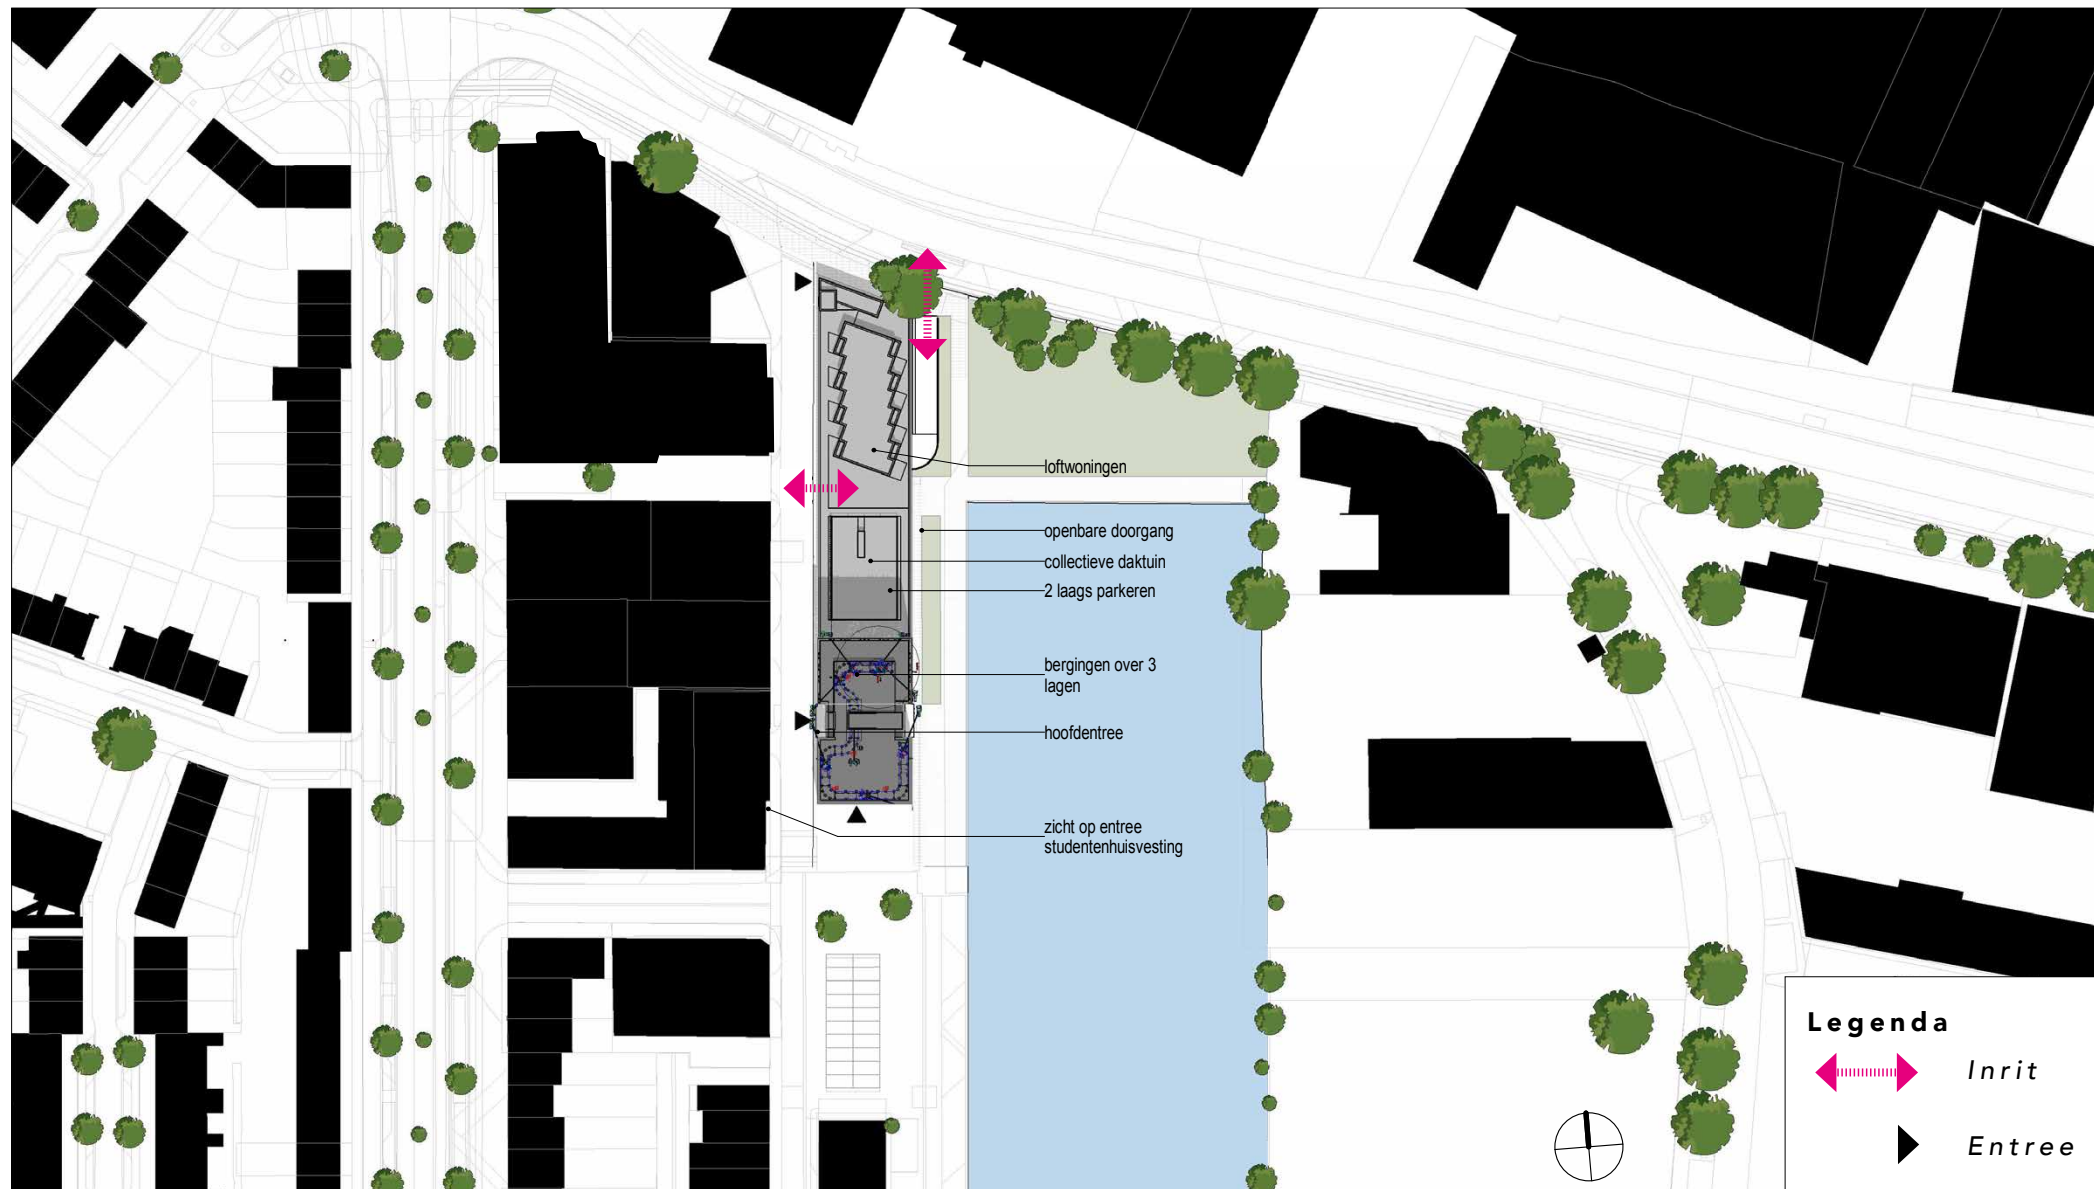 loftwoningen
openbare doorgang
collectieve daktuin
2 laags parkeren
bergingen over 3
lagen
hoofdentree
zicht op entree
studentenhuisvesting
Legenda
Inrit
Entree